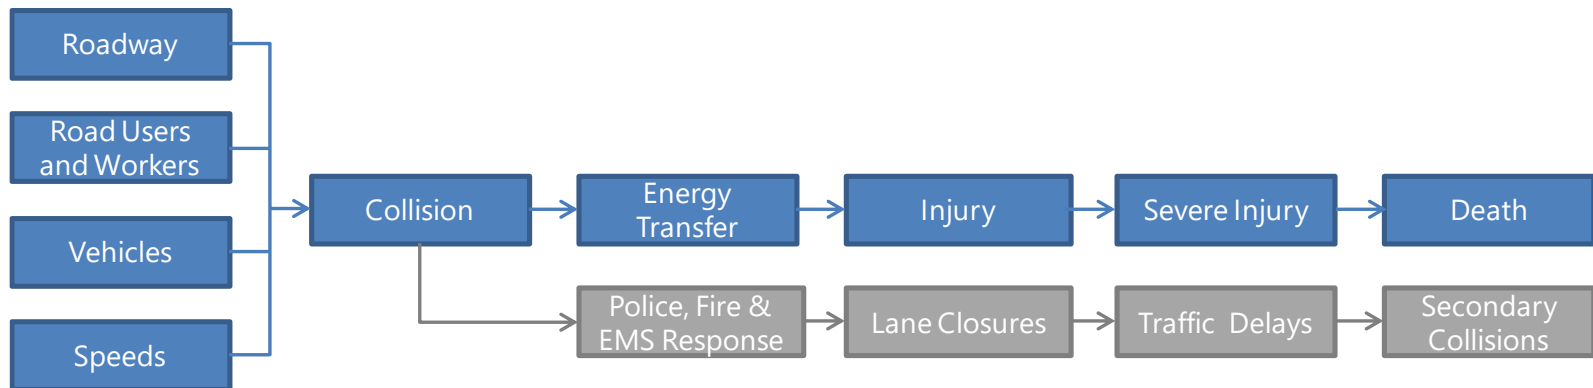 Roadway
Road Users
and Workers
Vehicles
Speeds
Collision
Energy
Transfer
Injury
Severe Injury
Death
Police, Fire &
EMS Response
Lane Closures
Traffic Delays
Secondary
Collisions